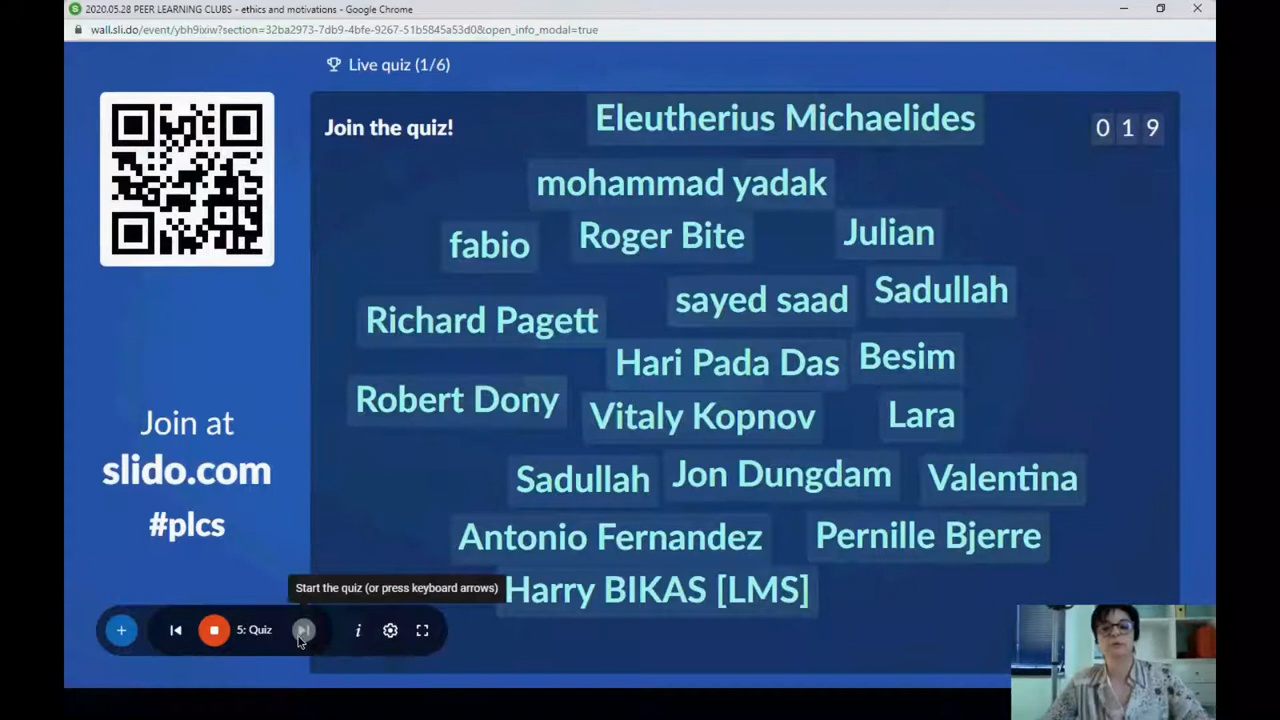 2020.05.28 PEER LEARNING CLUBS - ethics and motivations - Google Chrome
wall.sli.do/event/ybh9ixiw?section=32ba2973-7db9-4bfe-9267-51b5845a53d0&open_info_modal=true
Live quiz (1/6)
Join the quiz!
019
Eleutherius Michaelides
mohammad yadak
fabio
Roger Bite
Julian
Richard Pagett
sayed saad
Sadullah
Hari Pada Das
Besim
Robert Dony
Vitaly Kopnov
Lara
Sadullah
Jon Dungdam
Valentina
Antonio Fernandez
Pernille Bjerre
Harry BIKAS [LMS]
Join at
slido.com
#plcs
Start the quiz (or press keyboard arrows)
5: Quiz